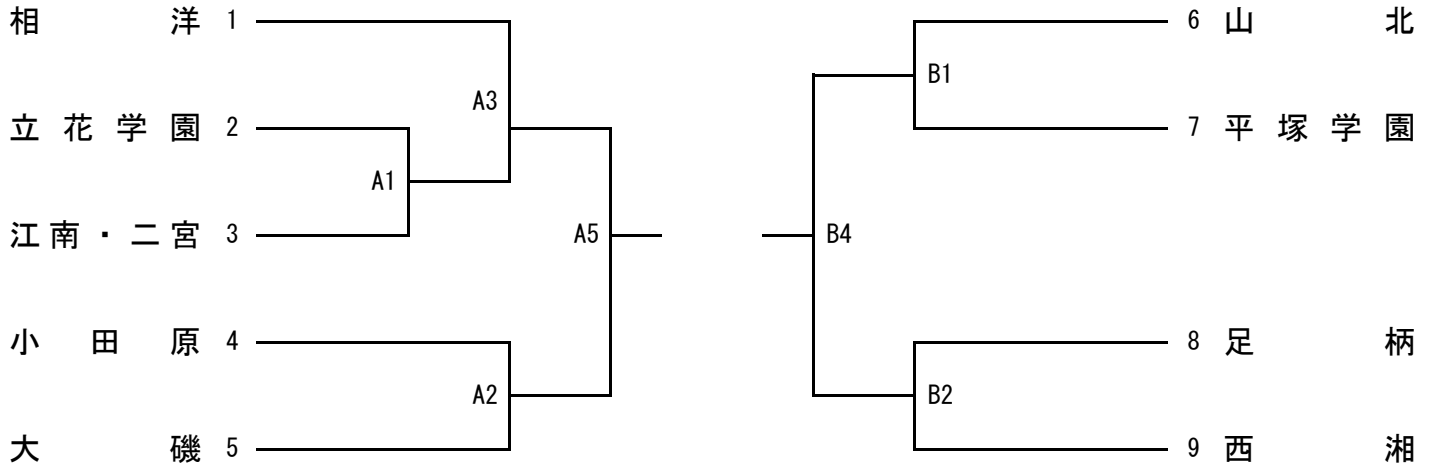 相洋 1
A3
立花学園 2
A1
江南・二宮 3
A5
小田原 4
A2
大磯 5
6 山北
B1
7 平塚学園
B4
8 足柄
B2
9 西湘